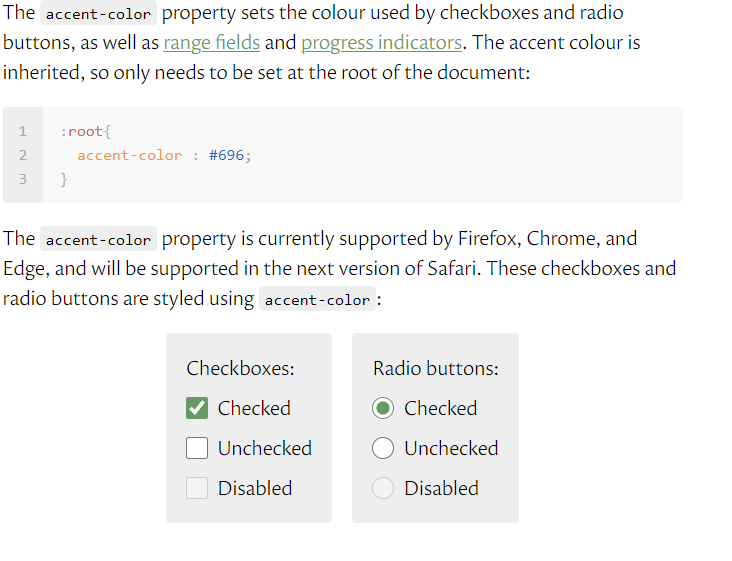 The accent-color property sets the colour used by checkboxes and radio
buttons, as well as range fields and progress indicators. The accent colour is
inherited, so only needs to be set at the root of the document:
1 :root{
2 accent-color : #696;
3 }
The accent-color property is currently supported by Firefox, Chrome, and
Edge, and will be supported in the next version of Safari. These checkboxes and
radio buttons are styled using accent-color :
Checkboxes:
Checked
Unchecked
Disabled
Radio buttons:
Checked
Unchecked
Disabled